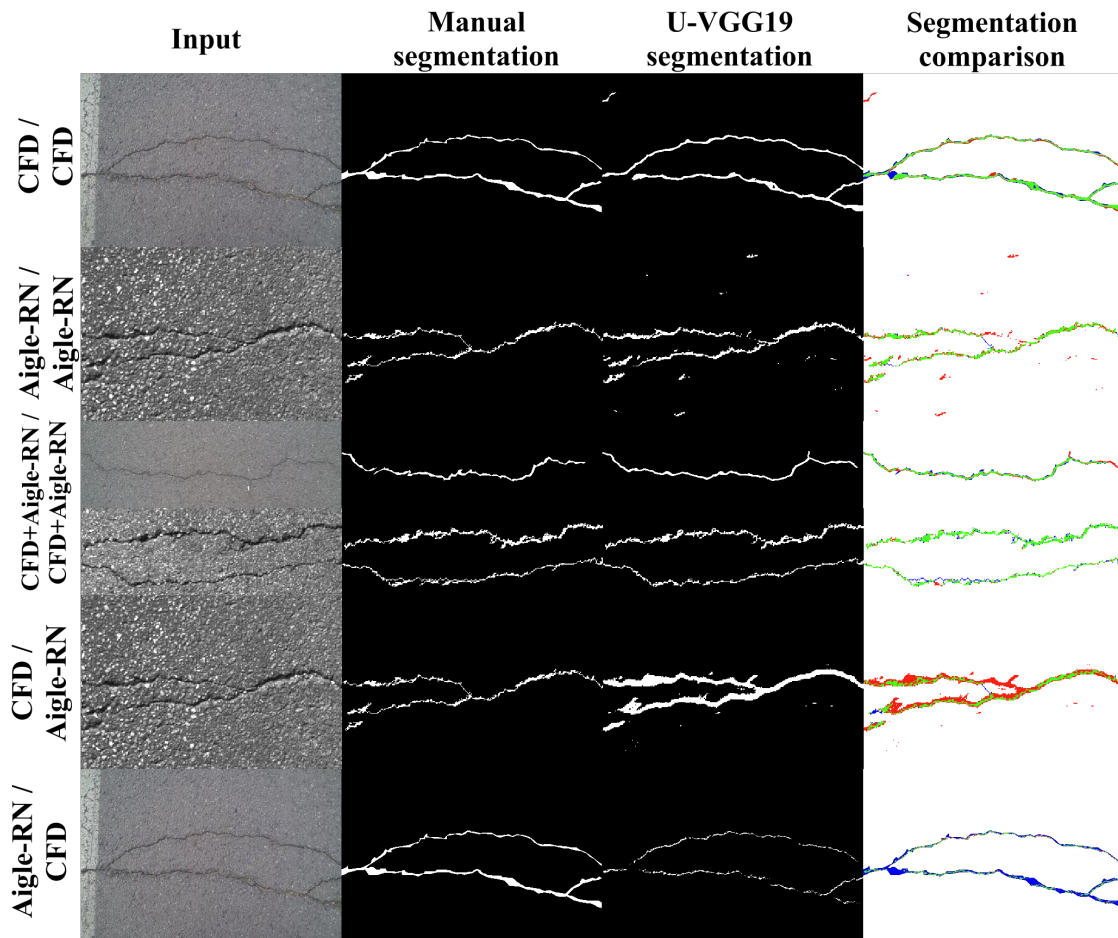 Input
Manual
segmentation
U-VGG19
segmentation
Segmentation
comparison
CFD /
CFD
Aigle-RN /
Aigle-RN
CFD+Aigle-RN /
CFD+Aigle-RN
CFD /
Aigle-RN
Aigle-RN /
CFD